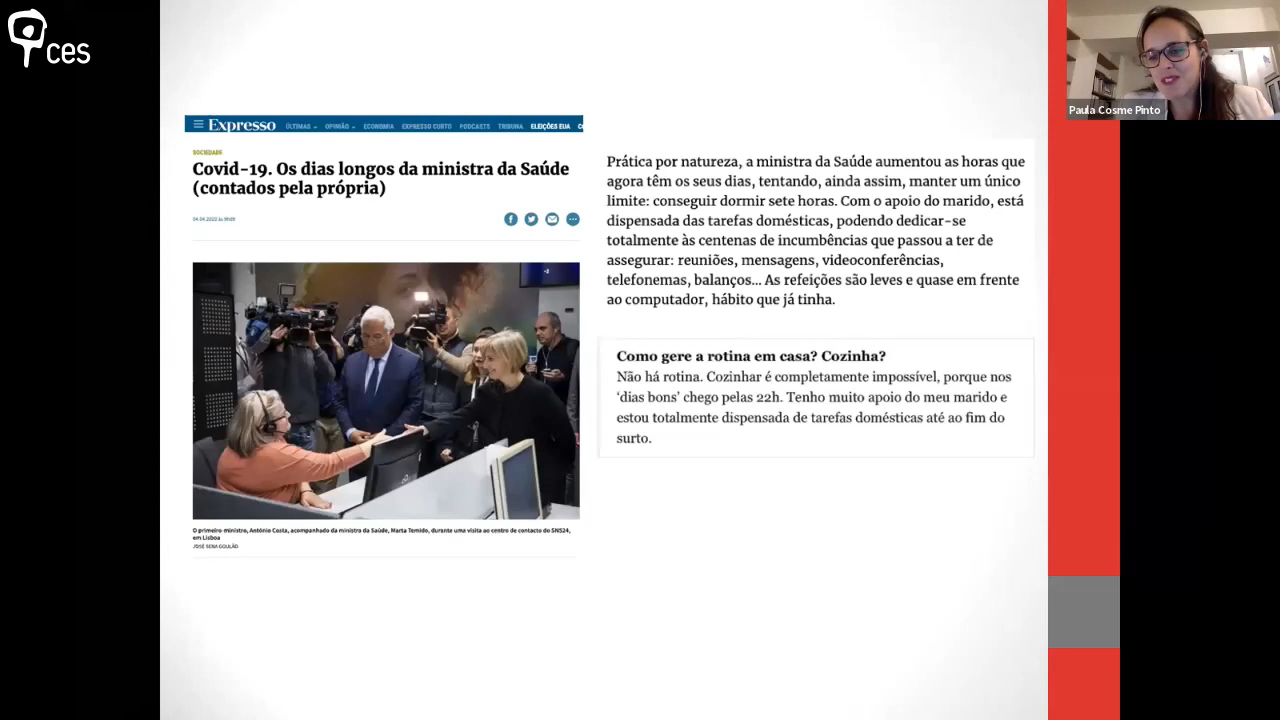 ces
Expresso
ÚLTIMAS
OPINIÃO
ECONOMIA
EXPRESSO CURTO
PODCASTS
TRIBUNA
ELEIÇÕES EUA
SOCIEDADE
Covid-19. Os dias longos da ministra da Saúde
(contados pela própria)
O primeiro-ministro, António Costa, acompanhado da ministra da Saúde, Marta Temido, durante uma visita ao centro de contacto do SNS24,
em Lisboa
JOSÉ SENA GOULÃO
Prática por natureza, a ministra da Saúde aumentou as horas que
agora têm os seus dias, tentando, ainda assim, manter um único
limite: conseguir dormir sete horas. Com o apoio do marido, está
dispensada das tarefas domésticas, podendo dedicar-se
totalmente às centenas de incumbências que passou a ter de
assegurar: reuniões, mensagens, videoconferências,
telefonemas, balanços... As refeições são leves e quase em frente
ao computador, hábito que já tinha.
Como gere a rotina em casa? Cozinha?
Não há rotina. Cozinhar é completamente impossível, porque nos
‘dias bons’ chego pelas 22h. Tenho muito apoio do meu marido e
estou totalmente dispensada de tarefas domésticas até ao fim do
surto.
Paula Cosme Pinto